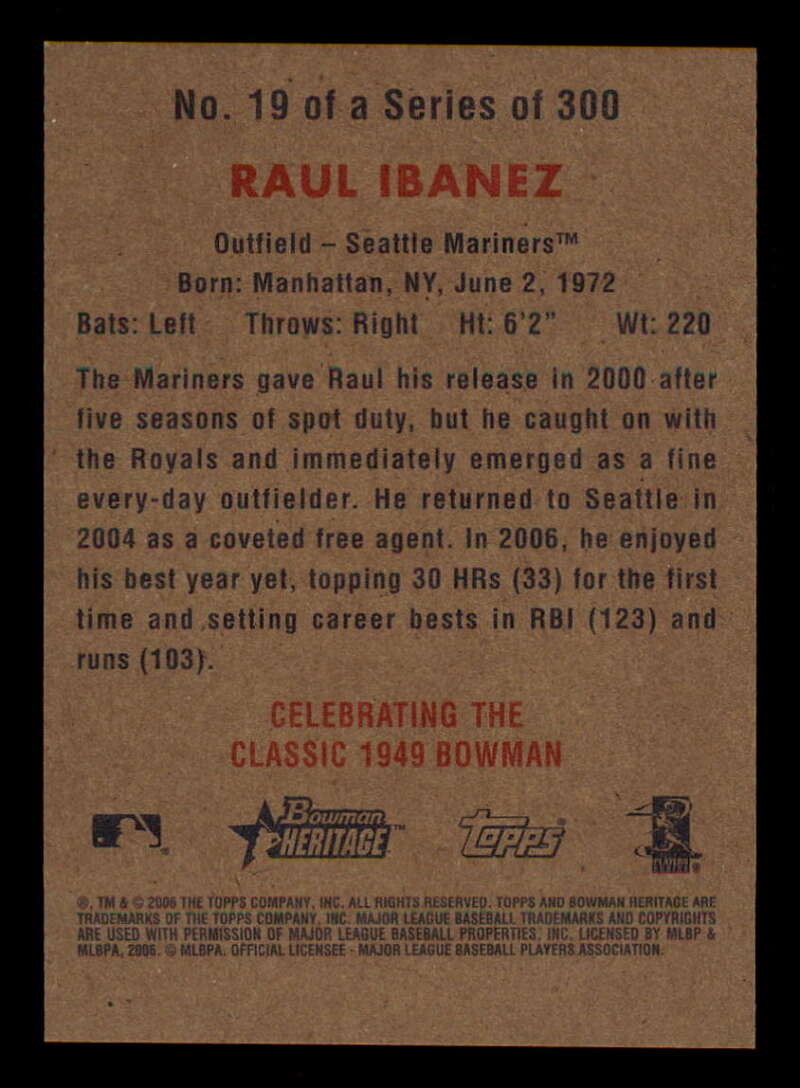 No. 19 of a Series of 300
RAUL IBANEZ
Outfield – Seattle Mariners™
Born: Manhattan, NY, June 2, 1972
Bats: Left Throws: Right Ht: 6'2" Wt: 220
The Mariners gave Raul his release in 2000 after
five seasons of spot duty, but he caught on with
the Royals and immediately emerged as a fine
every-day outfielder. He returned to Seattle in
2004 as a coveted free agent. In 2006, he enjoyed
his best year yet, topping 30 HRs (33) for the first
time and setting career bests in RBI (123) and
runs (103).
CELEBRATING THE
CLASSIC 1949 BOWMAN
Bowman
HERITAGE™
TOPPS®
®, TM & © 2006 THE TOPPS COMPANY, INC. ALL RIGHTS RESERVED. TOPPS AND BOWMAN HERITAGE ARE
TRADEMARKS OF THE TOPPS COMPANY, INC. MAJOR LEAGUE BASEBALL TRADEMARKS AND COPYRIGHTS
ARE USED WITH PERMISSION OF MAJOR LEAGUE BASEBALL PROPERTIES, INC. LICENSED BY MLBP &
MLBPA, 2006. © MLBPA. OFFICIAL LICENSEE - MAJOR LEAGUE BASEBALL PLAYERS ASSOCIATION.